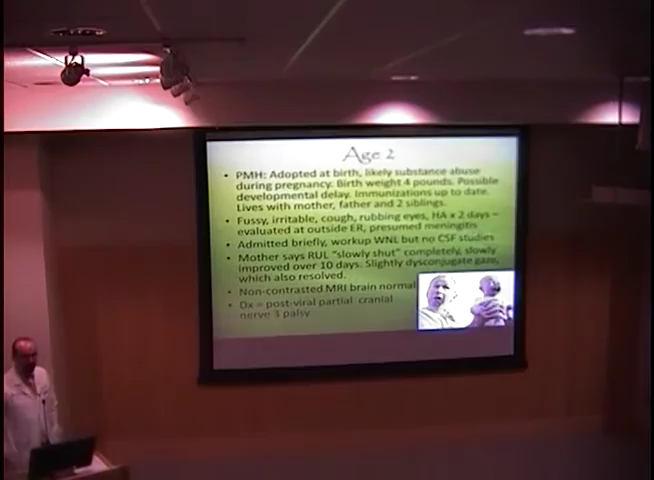 Age 2
• PMH: Adopted at birth, likely substance abuse
during pregnancy. Birth weight 4 pounds. Possible
developmental delay. Immunizations up to date.
Lives with mother, father and 2 siblings.
• Fussy, irritable, cough, rubbing eyes, HA x 2 days –
evaluated at outside ER, presumed meningitis
• Admitted briefly, workup WNL but no CSF studies
• Mother says RUL "slowly shut" completely, slowly
improved over 10 days. Slightly dysconjugate gaze,
which also resolved.
• Non-contrasted MRI brain normal
• Dx = post-viral partial cranial
nerve 3 palsy